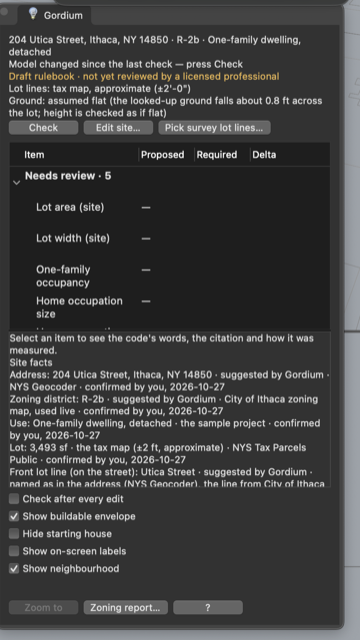 Gordium
204 Utica Street, Ithaca, NY 14850 · R-2b · One-family dwelling,
detached
Model changed since the last check — press Check
Draft rulebook · not yet reviewed by a licensed professional
Lot lines: tax map, approximate (±2'-0")
Ground: assumed flat (the looked-up ground falls about 0.8 ft across
the lot; height is checked as if flat)
Check Edit site... Pick survey lot lines...
Item Proposed Required Delta
Needs review · 5
Lot area (site) —
Lot width (site) —
One-family
occupancy —
Home occupation
size —
Select an item to see the code's words, the citation and how it was
measured.
Site facts
Address: 204 Utica Street, Ithaca, NY 14850 · suggested by Gordium ·
NYS Geocoder · confirmed by you, 2026-10-27
Zoning district: R-2b · suggested by Gordium · City of Ithaca zoning
map, used live · confirmed by you, 2026-10-27
Use: One-family dwelling, detached · the sample project · confirmed
by you, 2026-10-27
Lot: 3,493 sf · the tax map (±2 ft, approximate) · NYS Tax Parcels
Public · confirmed by you, 2026-10-27
Front lot line (on the street): Utica Street · suggested by Gordium ·
named as in the address (NYS Geocoder), the line from City of Ithaca
Check after every edit
Show buildable envelope
Hide starting house
Show on-screen labels
Show neighbourhood
Zoom to Zoning report... ?